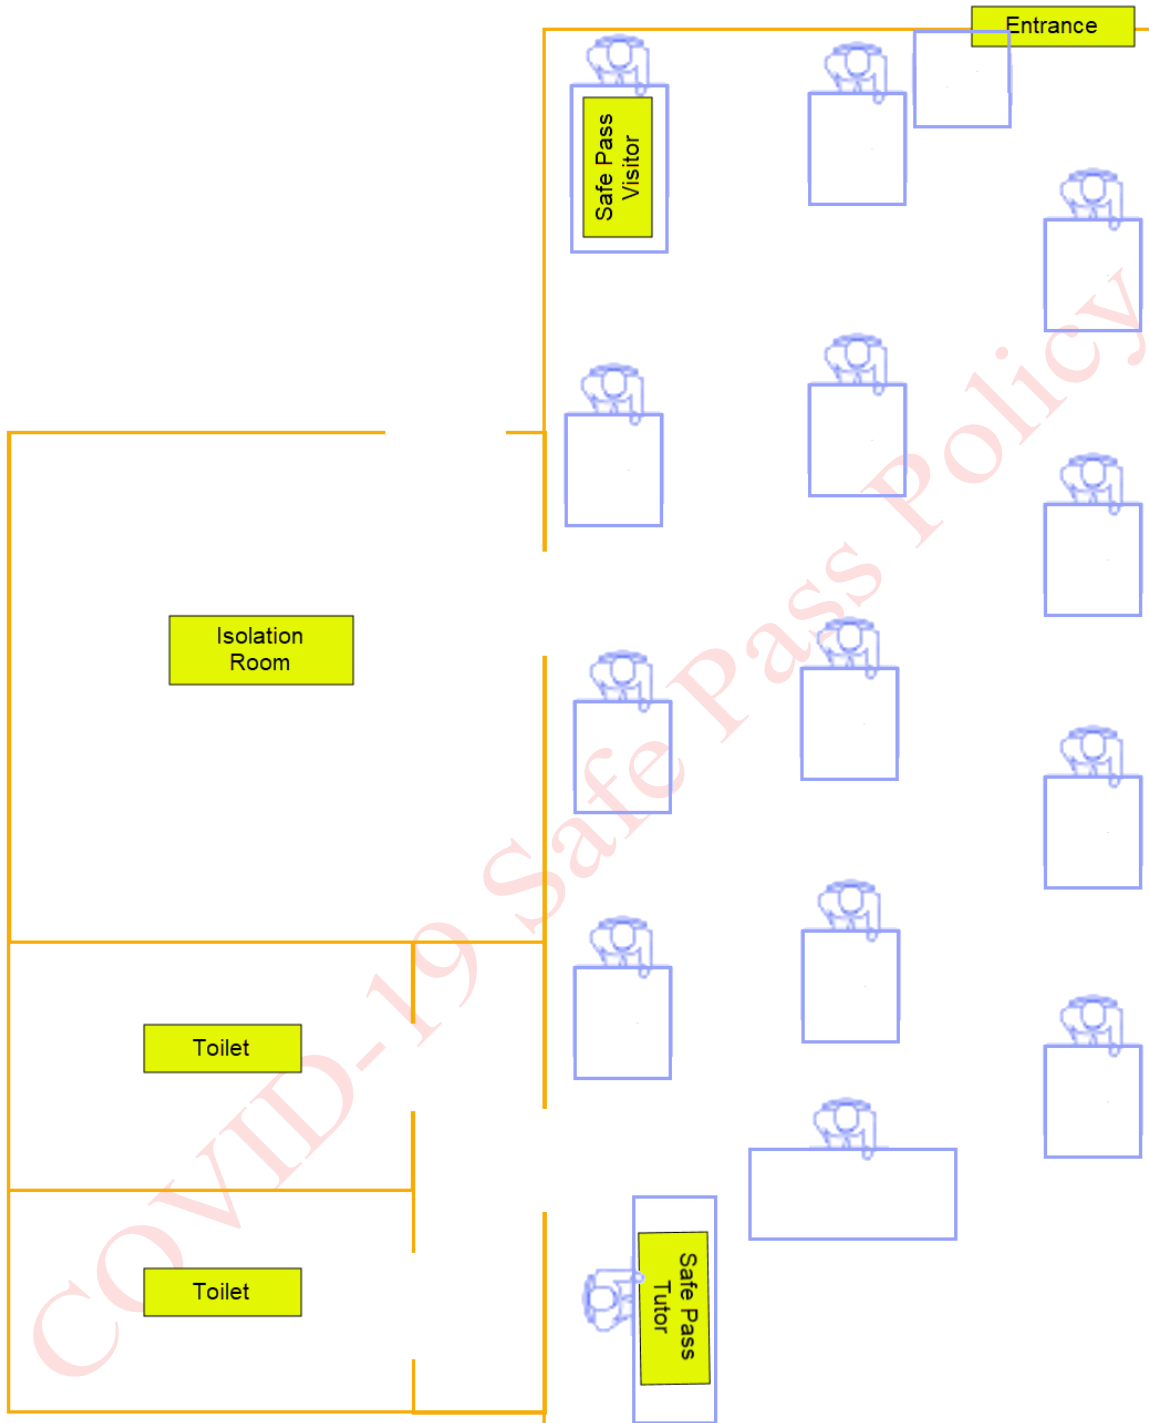 Entrance
Safe Pass
Visitor
Isolation
Room
Toilet
Toilet
Safe Pass
Tutor
COVID-19 Safe Pass Policy